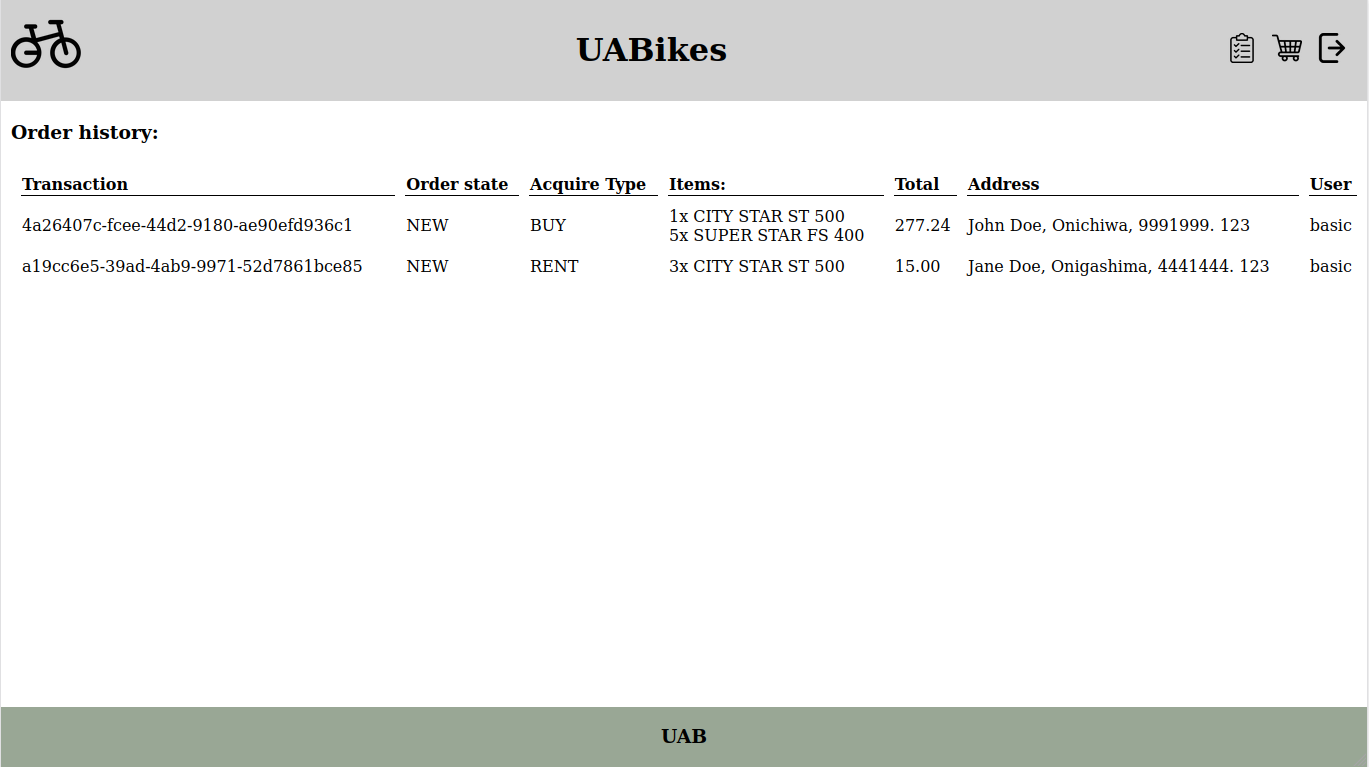 UABikes
Order history:
Transaction Order state Acquire Type Items: Total Address User
4a26407c-fcee-44d2-9180-ae90efd936c1 NEW BUY 1x CITY STAR ST 500 277.24 John Doe, Onichiwa, 9991999. 123 basic
5x SUPER STAR FS 400
a19cc6e5-39ad-4ab9-9971-52d7861bce85 NEW RENT 3x CITY STAR ST 500 15.00 Jane Doe, Onigashima, 4441444. 123 basic
UAB